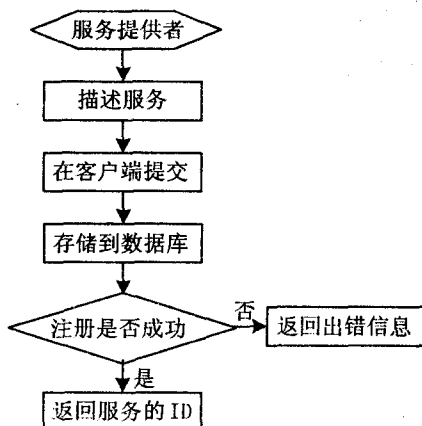 服务提供者
描述服务
在客户端提交
存储到数据库
注册是否成功
否
返回出错信息
是
返回服务的ID